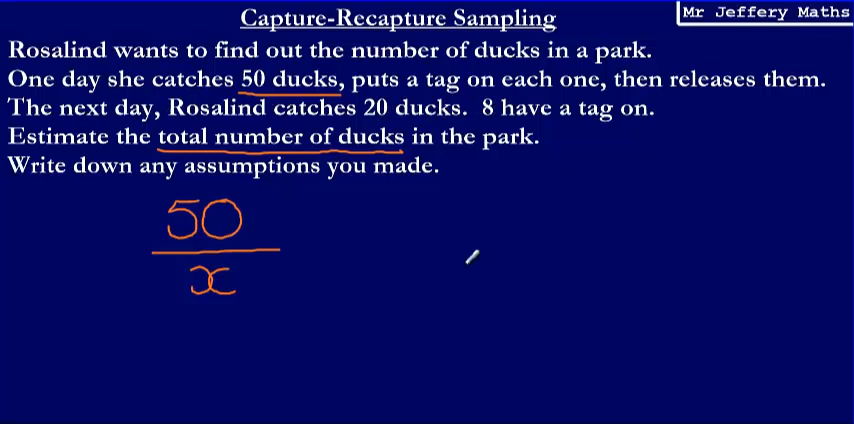 Capture-Recapture Sampling
Mr Jeffery Maths
Rosalind wants to find out the number of ducks in a park.
One day she catches 50 ducks, puts a tag on each one, then releases them.
The next day, Rosalind catches 20 ducks.  8 have a tag on.
Estimate the total number of ducks in the park.
Write down any assumptions you made.
50
x